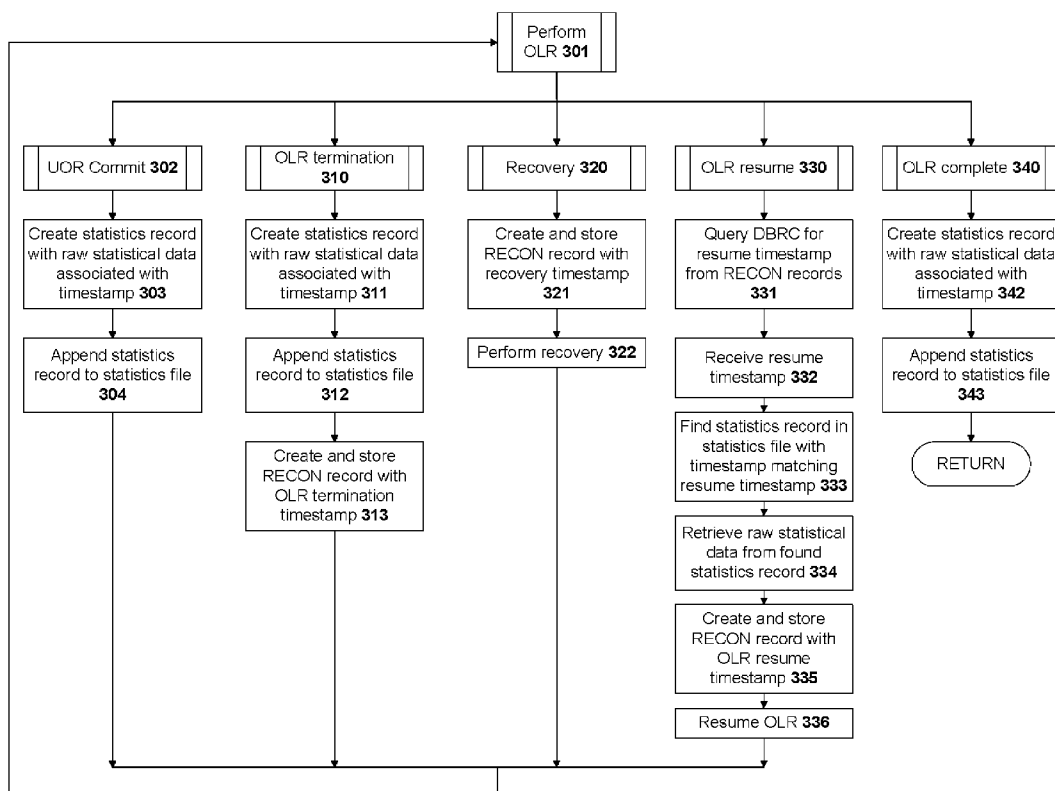 Perform
OLR 301
UOR Commit 302
Create statistics record
with raw statistical data
associated with
timestamp 303
Append statistics
record to statistics file
304
OLR termination
310
Create statistics record
with raw statistical data
associated with
timestamp 311
Append statistics
record to statistics file
312
Create and store
RECON record with
OLR termination
timestamp 313
Recovery 320
Create and store
RECON record with
recovery timestamp
321
Perform recovery 322
OLR resume 330
Query DBRC for
resume timestamp
from RECON records
331
Receive resume
timestamp 332
Find statistics record in
statistics file with
timestamp matching
resume timestamp 333
Retrieve raw statistical
data from found
statistics record 334
Create and store
RECON record with
OLR resume
timestamp 335
Resume OLR 336
OLR complete 340
Create statistics record
with raw statistical data
associated with
timestamp 342
Append statistics
record to statistics file
343
RETURN